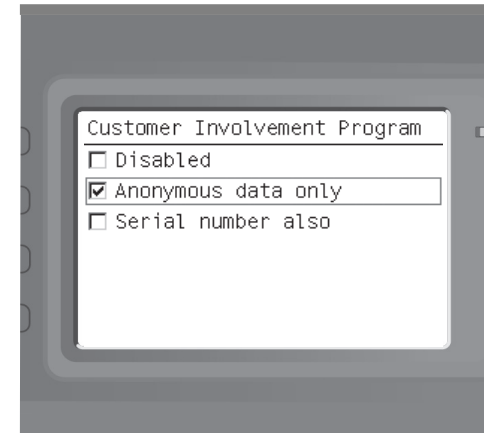 Customer Involvement Program
Disabled
Anonymous data only
Serial number also